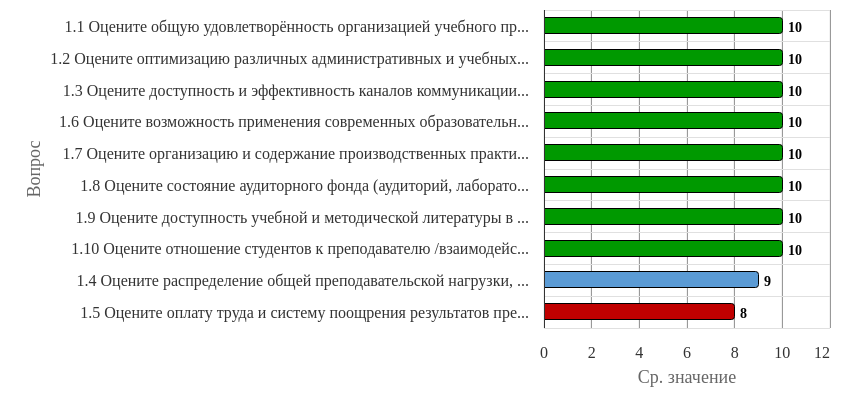 1.1 Оцените общую удовлетворённость организацией учебного пр... 10
1.2 Оцените оптимизацию различных административных и учебных... 10
1.3 Оцените доступность и эффективность каналов коммуникации... 10
1.6 Оцените возможность применения современных образовательн... 10
1.7 Оцените организацию и содержание производственных практи... 10
1.8 Оцените состояние аудиторного фонда (аудиторий, лаборато... 10
1.9 Оцените доступность учебной и методической литературы в ... 10
1.10 Оцените отношение студентов к преподавателю /взаимодейс... 10
1.4 Оцените распределение общей преподавательской нагрузки, ... 9
1.5 Оцените оплату труда и систему поощрения результатов пре... 8
Вопрос
0 2 4 6 8 10 12
Ср. значение